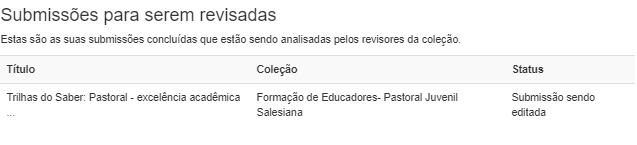 Submissões para serem revisadas
Estas são as suas submissões concluídas que estão sendo analisadas pelos revisores da coleção.
Título Coleção Status
Trilhas do Saber: Pastoral - excelência acadêmica Formação de Educadores- Pastoral Juvenil Submissão sendo
... Salesiana editada